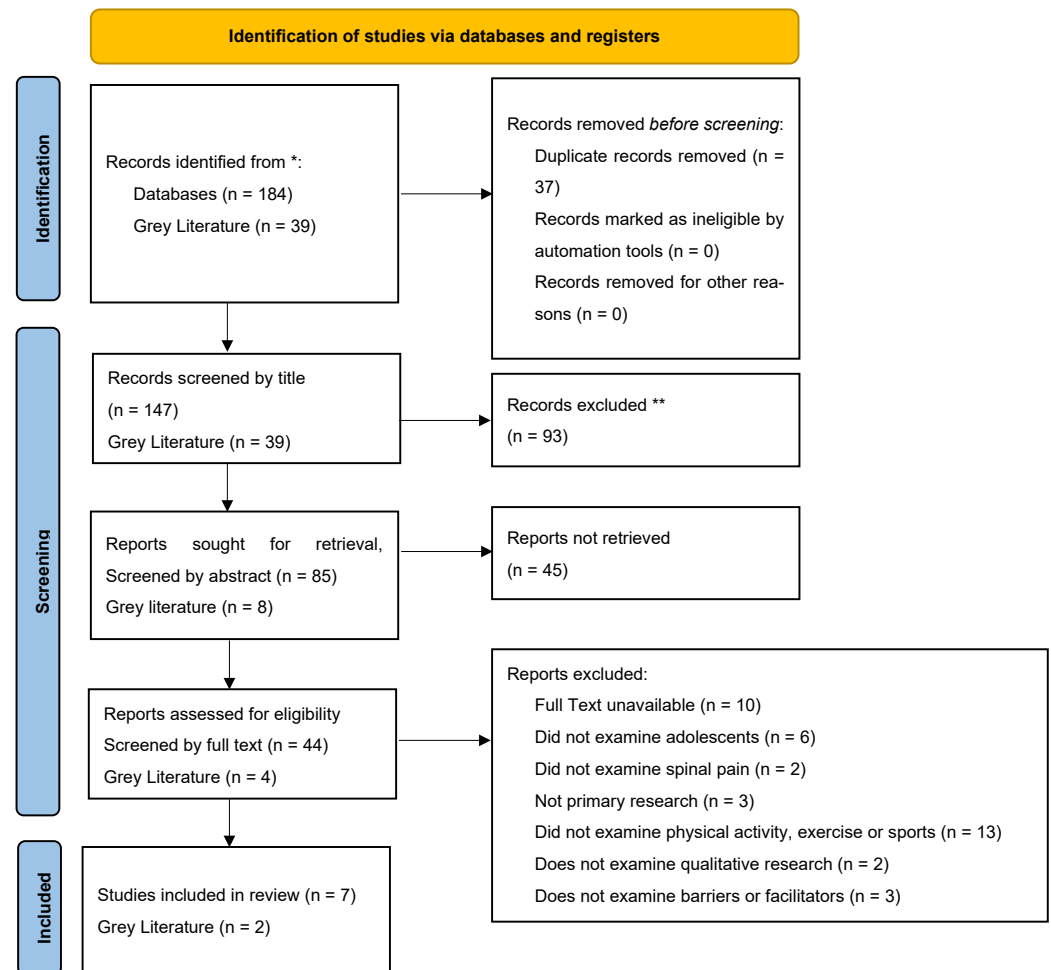 Identification of studies via databases and registers
Identification
Records identified from *:
Databases (n = 184)
Grey Literature (n = 39)
Records removed before screening:
Duplicate records removed (n =
37)
Records marked as ineligible by
automation tools (n = 0)
Records removed for other rea-
sons (n = 0)
Screening
Records screened by title
(n = 147)
Grey Literature (n = 39)
Records excluded **
(n = 93)
Reports sought for retrieval,
Screened by abstract (n = 85)
Grey literature (n = 8)
Reports not retrieved
(n = 45)
Reports assessed for eligibility
Screened by full text (n = 44)
Grey Literature (n = 4)
Reports excluded:
Full Text unavailable (n = 10)
Did not examine adolescents (n = 6)
Did not examine spinal pain (n = 2)
Not primary research (n = 3)
Did not examine physical activity, exercise or sports (n = 13)
Does not examine qualitative research (n = 2)
Does not examine barriers or facilitators (n = 3)
Included
Studies included in review (n = 7)
Grey Literature (n = 2)